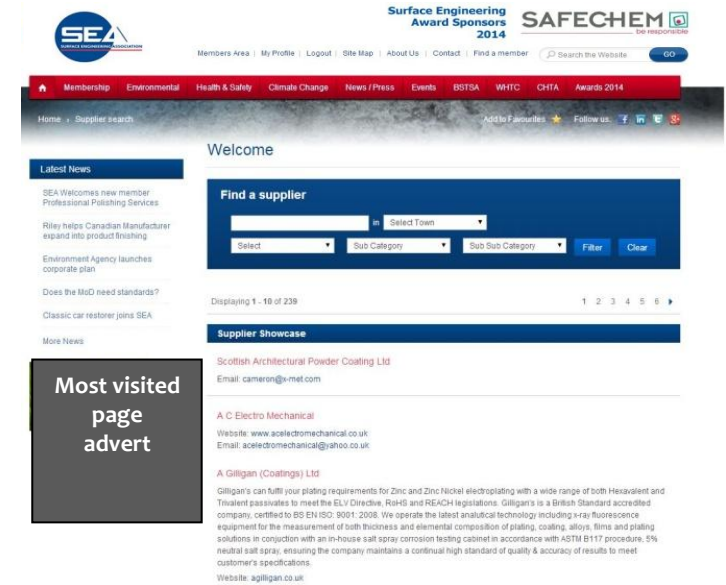 Surface Engineering
Award Sponsors
2014
SAFECHEM
be responsible
SEA
SURFACE ENGINEERING ASSOCIATION
Members Area | My Profile | Logout | Site Map | About Us | Contact | Find a member
Search the Website
GO
Membership Environmental Health & Safety Climate Change News / Press Events BSTSA WHTC CHTA Awards 2014
Home › Supplier search
Add to Favourites Follow us:
Welcome
Latest News
SEA Welcomes new member
Professional Polishing Services
Riley helps Canadian Manufacturer
expand into product finishing
Environment Agency launches
corporate plan
Does the MoD need standards?
Classic car restorer joins SEA
More News
Most visited
page
advert
Find a supplier
in Select Town
Select Sub Category Sub Sub Category Filter Clear
Displaying 1 - 10 of 239
1 2 3 4 5 6
Supplier Showcase
Scottish Architectural Powder Coating Ltd
Email: cameron@x-met.com
A C Electro Mechanical
Website: www.acelectromechanical.co.uk
Email: acelectromechanical@yahoo.co.uk
A Gilligan (Coatings) Ltd
Gilligan's can fulfil your plating requirements for Zinc and Zinc Nickel electroplating with a wide range of both Hexavalent and
Trivalent passivates to meet the ELV Directive, RoHS and REACH legislations. Gilligan's is a British Standard accredited
company, certified to BS EN ISO: 9001: 2008. We operate the latest analutical technology including x-ray fluorescence
equipment for the measurement of both thickness and elemental composition of plating, coating, alloys, films and plating
solutions in conjuction with an in-house salt spray corrosion testing cabinet in accordance with ASTM B117 procedure. 5%
neutral salt spray, ensuring the company maintains a continual high standard of quality & accuracy of results to meet
customer's specifications.
Website: agilligan.co.uk